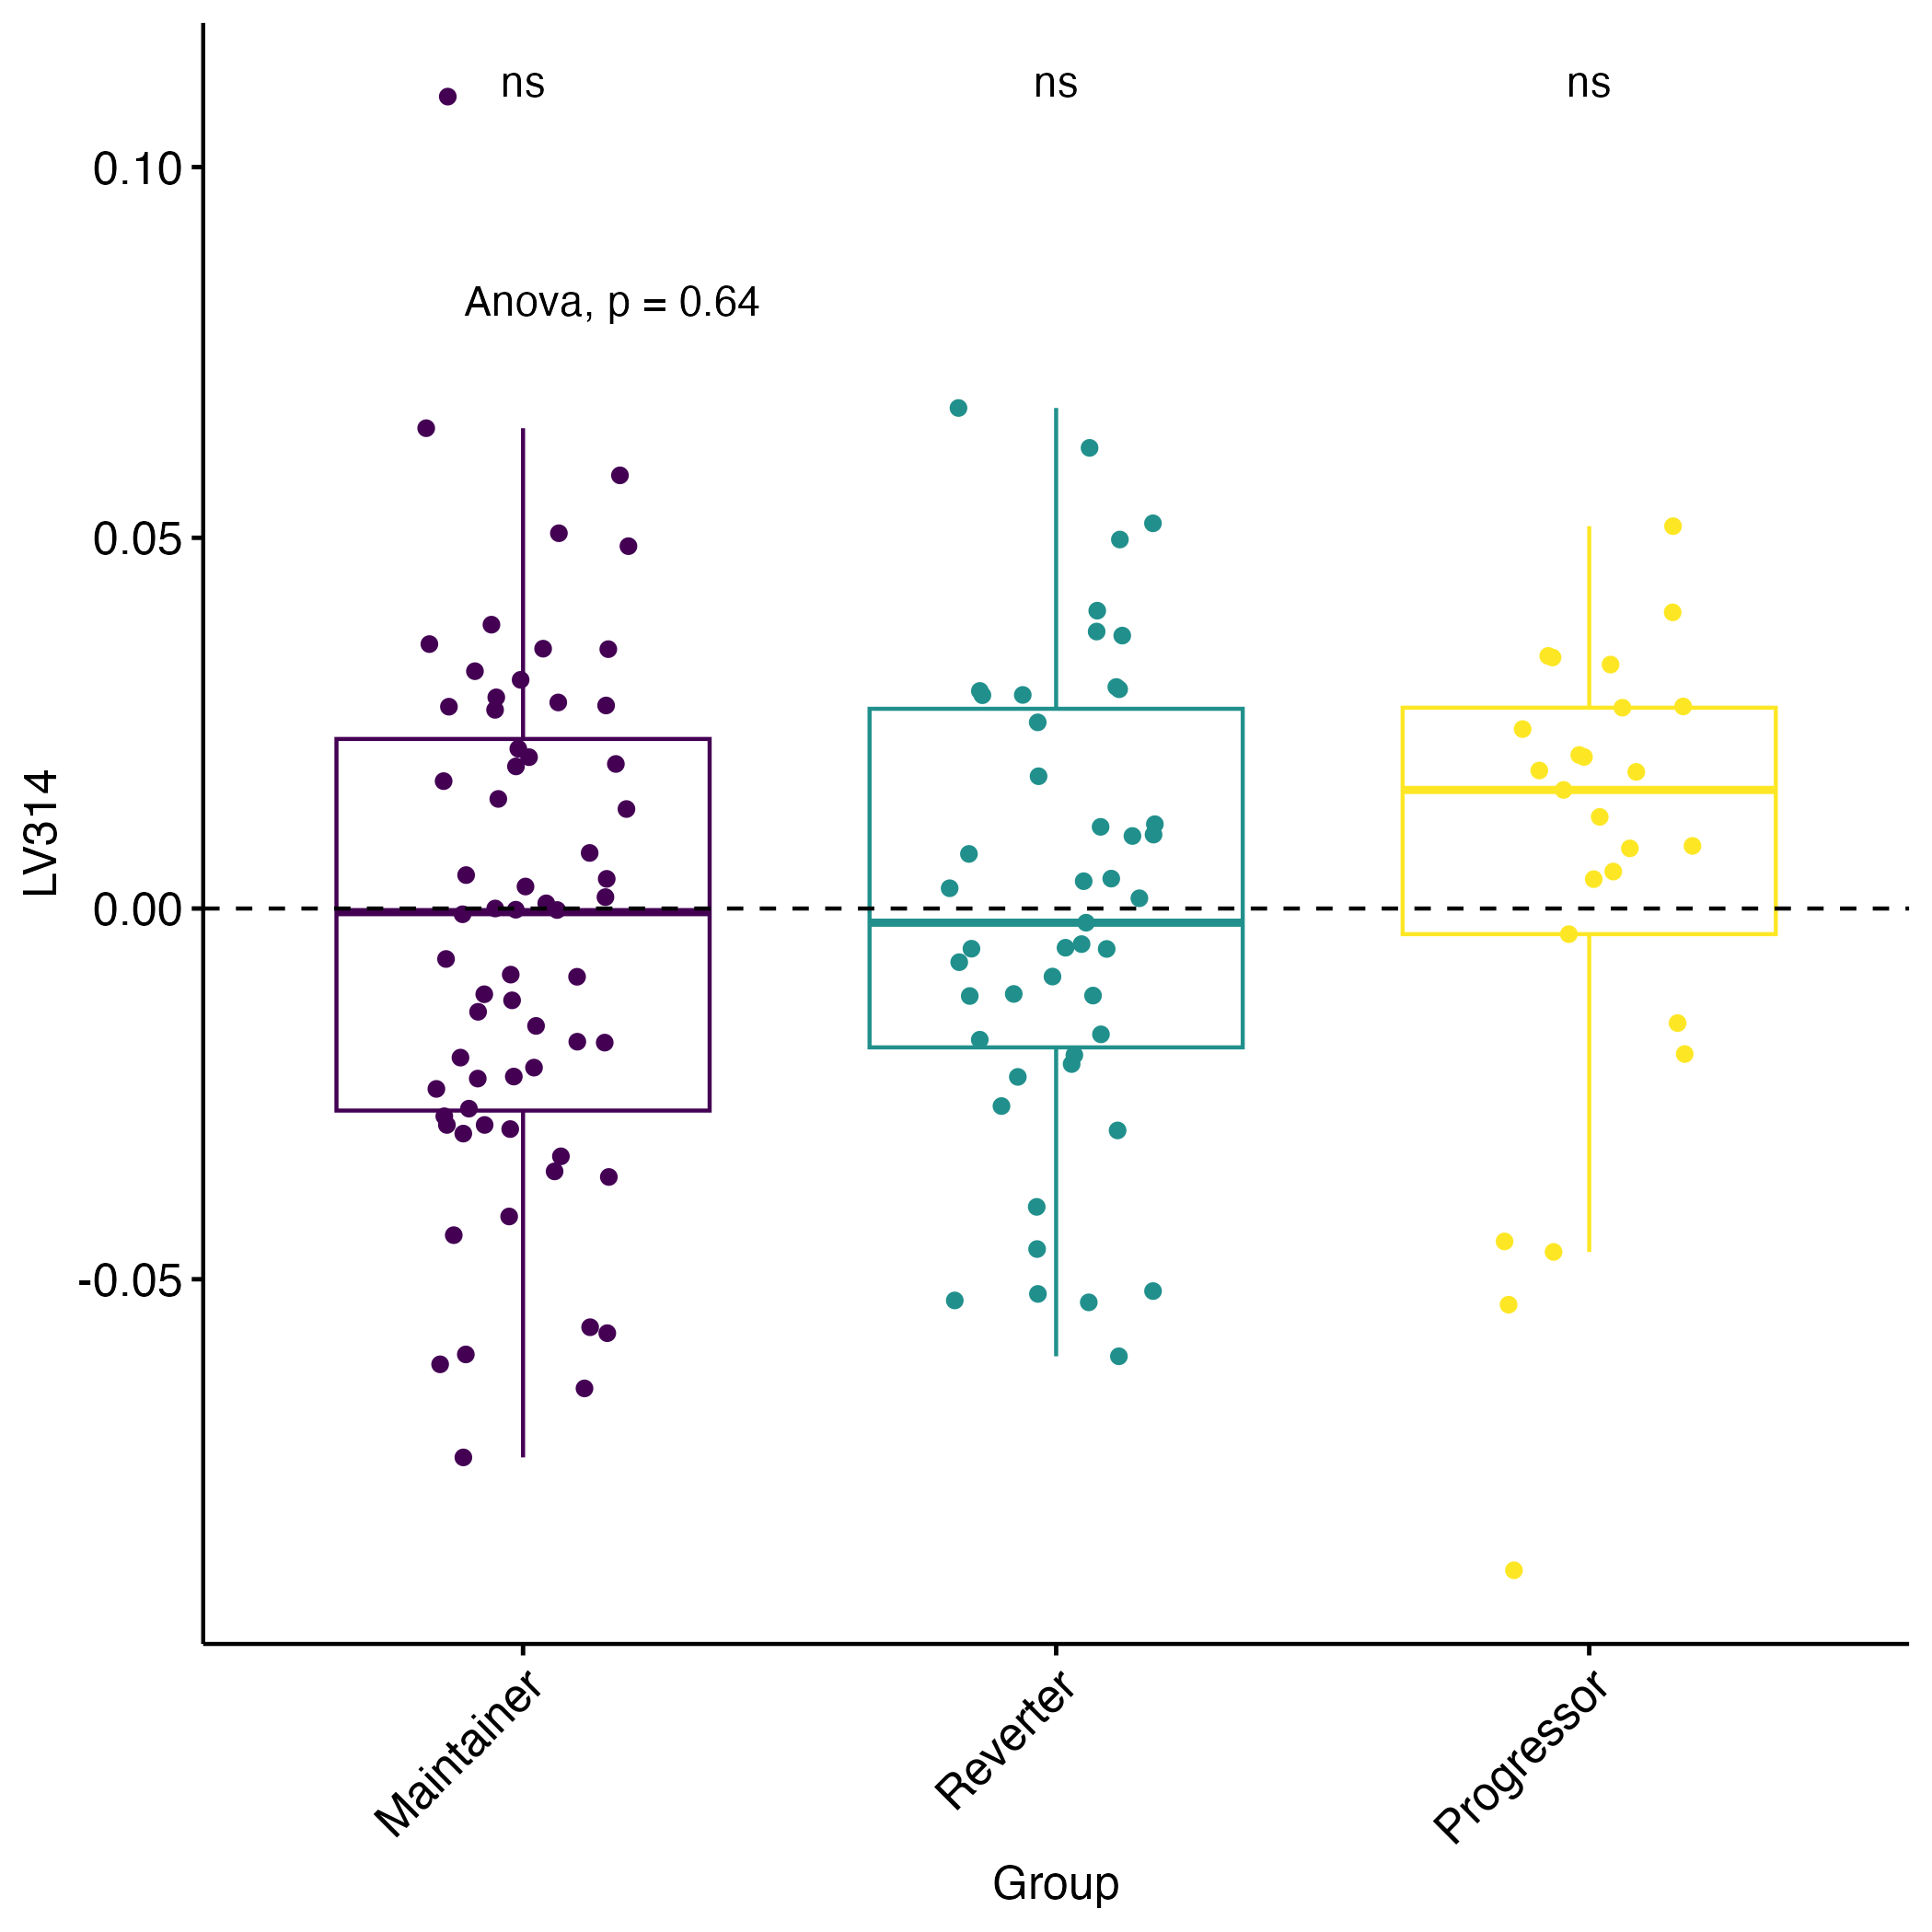 ns ns ns
0.10
Anova, p = 0.64
0.05
LV314
0.00
-0.05
Maintainer Reverter Progressor
Group